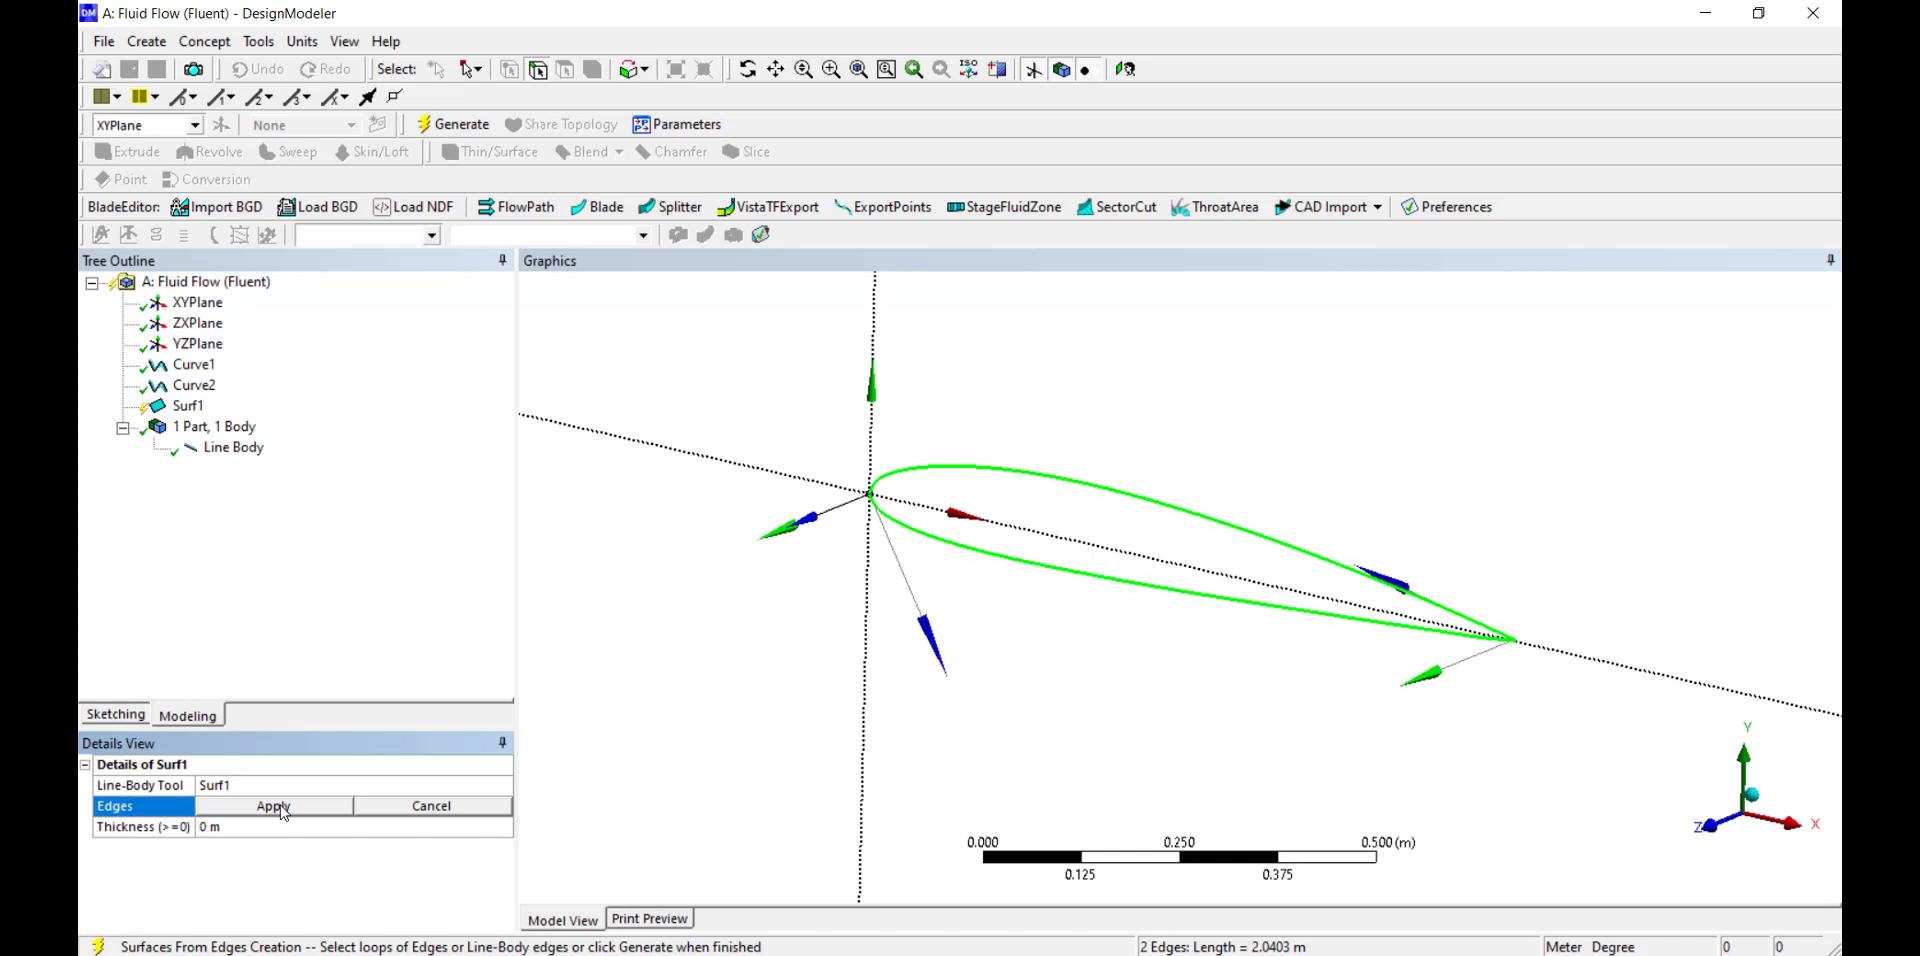 DM A: Fluid Flow (Fluent) - DesignModeler
File Create Concept Tools Units View Help
Undo Redo Select: ISO
XYPlane None Generate Share Topology Parameters
Extrude Revolve Sweep Skin/Loft Thin/Surface Blend Chamfer Slice
Point Conversion
BladeEditor: Import BGD Load BGD Load NDF FlowPath Blade Splitter VistaTFExport ExportPoints StageFluidZone SectorCut ThroatArea CAD Import Preferences
Tree Outline
A: Fluid Flow (Fluent)
XYPlane
ZXPlane
YZPlane
Curve1
Curve2
Surf1
1 Part, 1 Body
Line Body
Sketching Modeling
Details View
Details of Surf1
Line-Body Tool Surf1
Edges Apply Cancel
Thickness (>=0) 0 m
Graphics
Y
Z X
0.000 0.250 0.500 (m)
0.125 0.375
Model View Print Preview
Surfaces From Edges Creation -- Select loops of Edges or Line-Body edges or click Generate when finished 2 Edges: Length = 2.0403 m Meter Degree 0 0